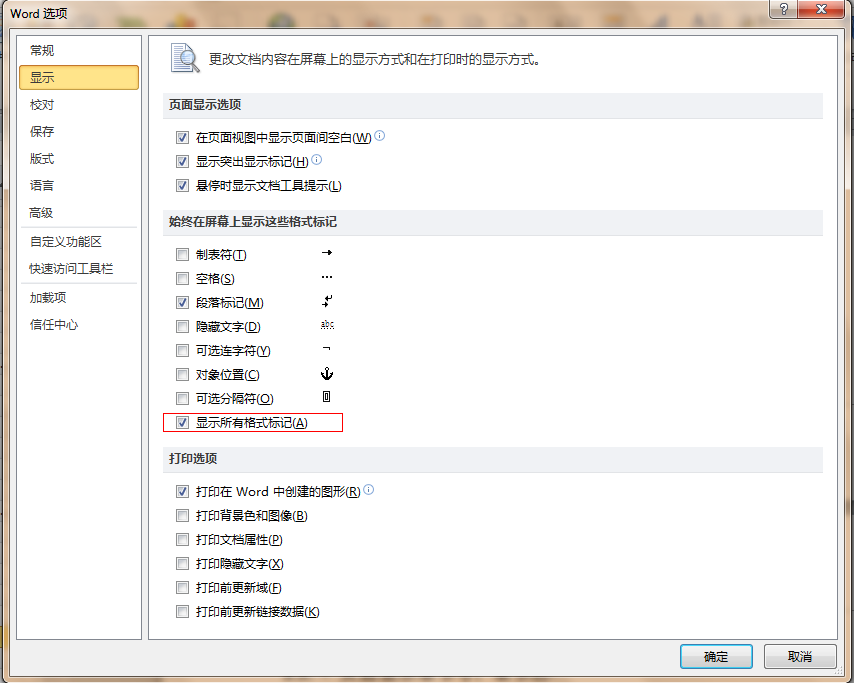 Word 选项
常规
显示
校对
保存
版式
语言
高级
自定义功能区
快速访问工具栏
加载项
信任中心
更改文档内容在屏幕上的显示方式和在打印时的显示方式。
页面显示选项
在页面视图中显示页面间空白(W)
显示突出显示标记(H)
悬停时显示文档工具提示(L)
始终在屏幕上显示这些格式标记
制表符(T) →
空格(S) ···
段落标记(M)
隐藏文字(D) abc
可选连字符(Y) ¬
对象位置(C)
可选分隔符(O)
显示所有格式标记(A)
打印选项
打印在 Word 中创建的图形(R)
打印背景色和图像(B)
打印文档属性(P)
打印隐藏文字(X)
打印前更新域(F)
打印前更新链接数据(K)
确定 取消